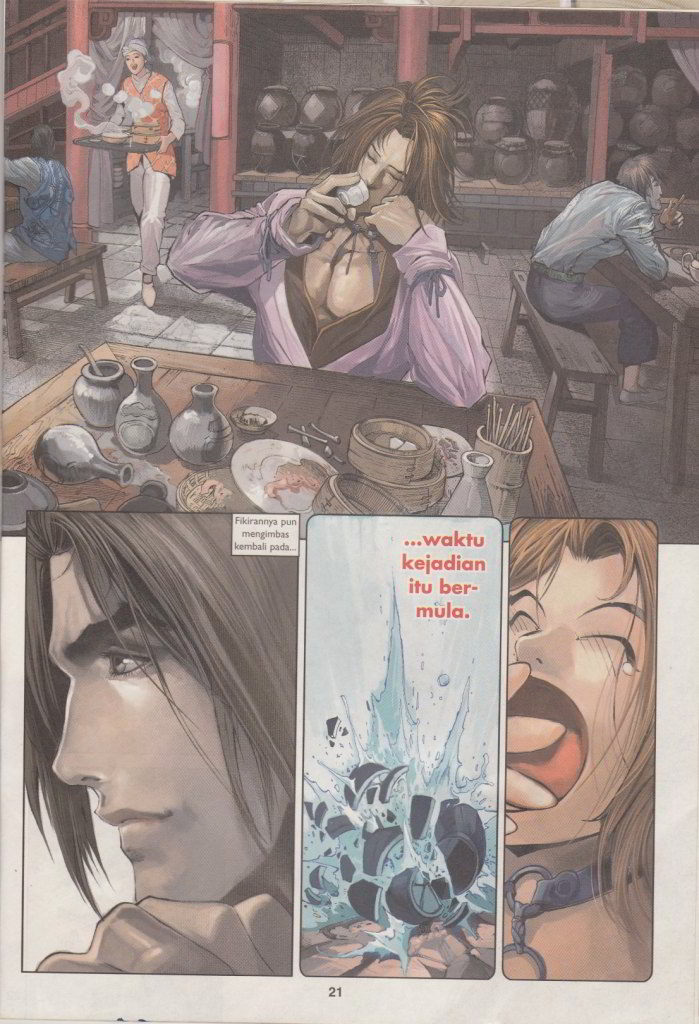 Fikirannya pun
mengimbas
kembali pada...
...waktu
kejadian
itu ber-
mula.
21